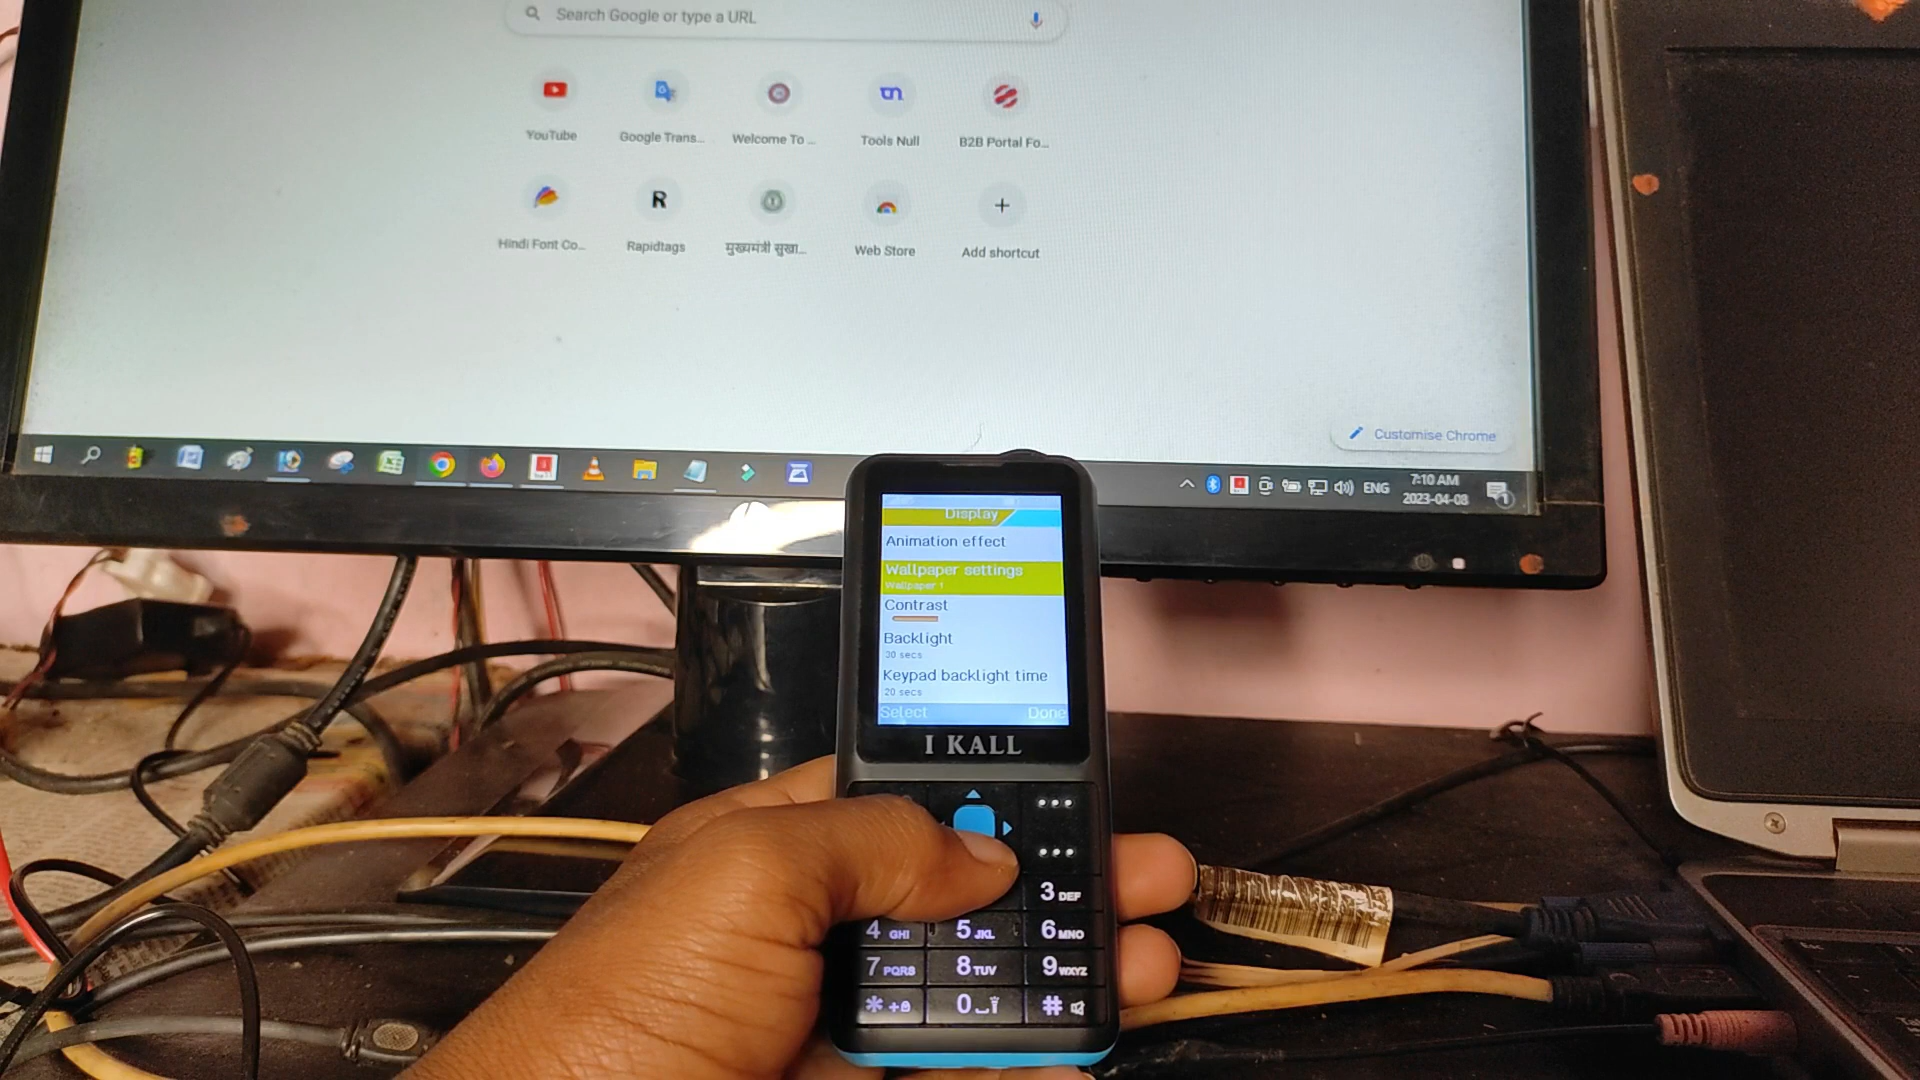 Search Google or type a URL
YouTube
Google Trans...
Welcome To ...
Tools Null
B2B Portal Fo...
Hindi Font Co...
R
Rapidtags
मुख्यमंत्री सुखा...
Web Store
Add shortcut
Customise Chrome
ENG
7:10 AM
2023-04-08
1
Display
Animation effect
Wallpaper settings
Wallpaper 1
Contrast
Backlight
30 secs
Keypad backlight time
20 secs
Select
Done
I KALL
3 DEF
4 GHI
5 JKL
6 MNO
7 PQRS
8 TUV
9 WXYZ
* +
0
#